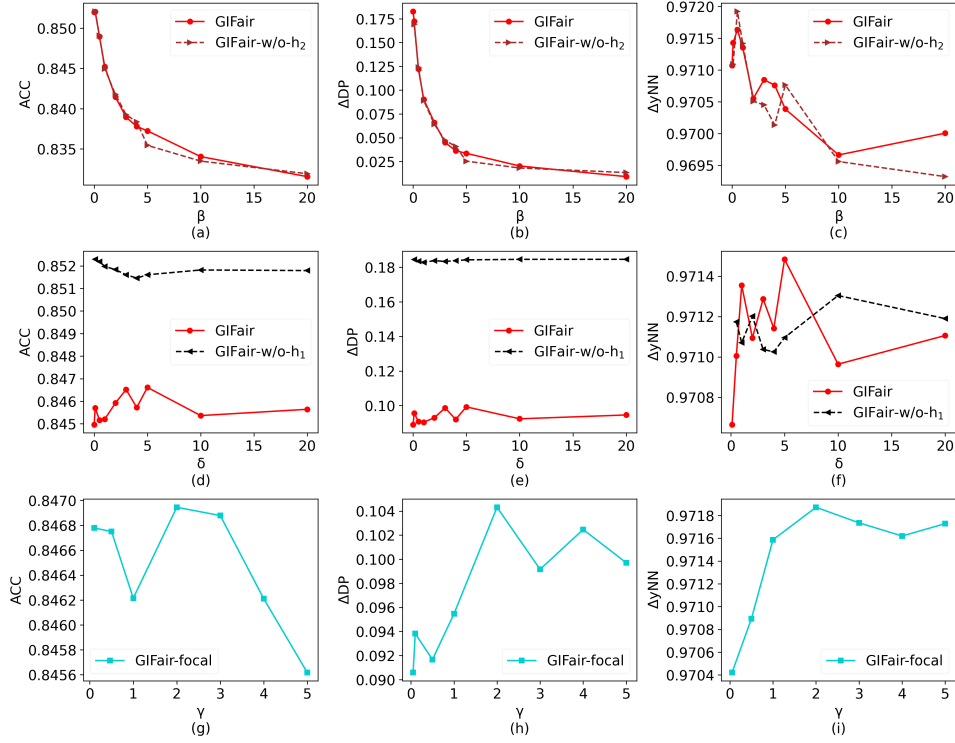 ACC
0.850
0.845
0.840
0.835
0 5 10 15 20
β
(a)
GIFair
GIFair-w/o-h₂
ΔDP
0.175
0.150
0.125
0.100
0.075
0.050
0.025
0 5 10 15 20
β
(b)
GIFair
GIFair-w/o-h₂
ΔyNN
0.9720
0.9715
0.9710
0.9705
0.9700
0.9695
0 5 10 15 20
β
(c)
GIFair
GIFair-w/o-h₂
ACC
0.852
0.851
0.850
0.849
0.848
0.847
0.846
0.845
0 5 10 15 20
δ
(d)
GIFair
GIFair-w/o-h₁
ΔDP
0.18
0.16
0.14
0.12
0.10
0 5 10 15 20
δ
(e)
GIFair
GIFair-w/o-h₁
ΔyNN
0.9714
0.9712
0.9710
0.9708
0 5 10 15 20
δ
(f)
GIFair
GIFair-w/o-h₁
ACC
0.8470
0.8468
0.8466
0.8464
0.8462
0.8460
0.8458
0.8456
0 1 2 3 4 5
γ
(g)
GIFair-focal
ΔDP
0.104
0.102
0.100
0.098
0.096
0.094
0.092
0.090
0 1 2 3 4 5
γ
(h)
GIFair-focal
ΔyNN
0.9718
0.9716
0.9714
0.9712
0.9710
0.9708
0.9706
0.9704
0 1 2 3 4 5
γ
(i)
GIFair-focal